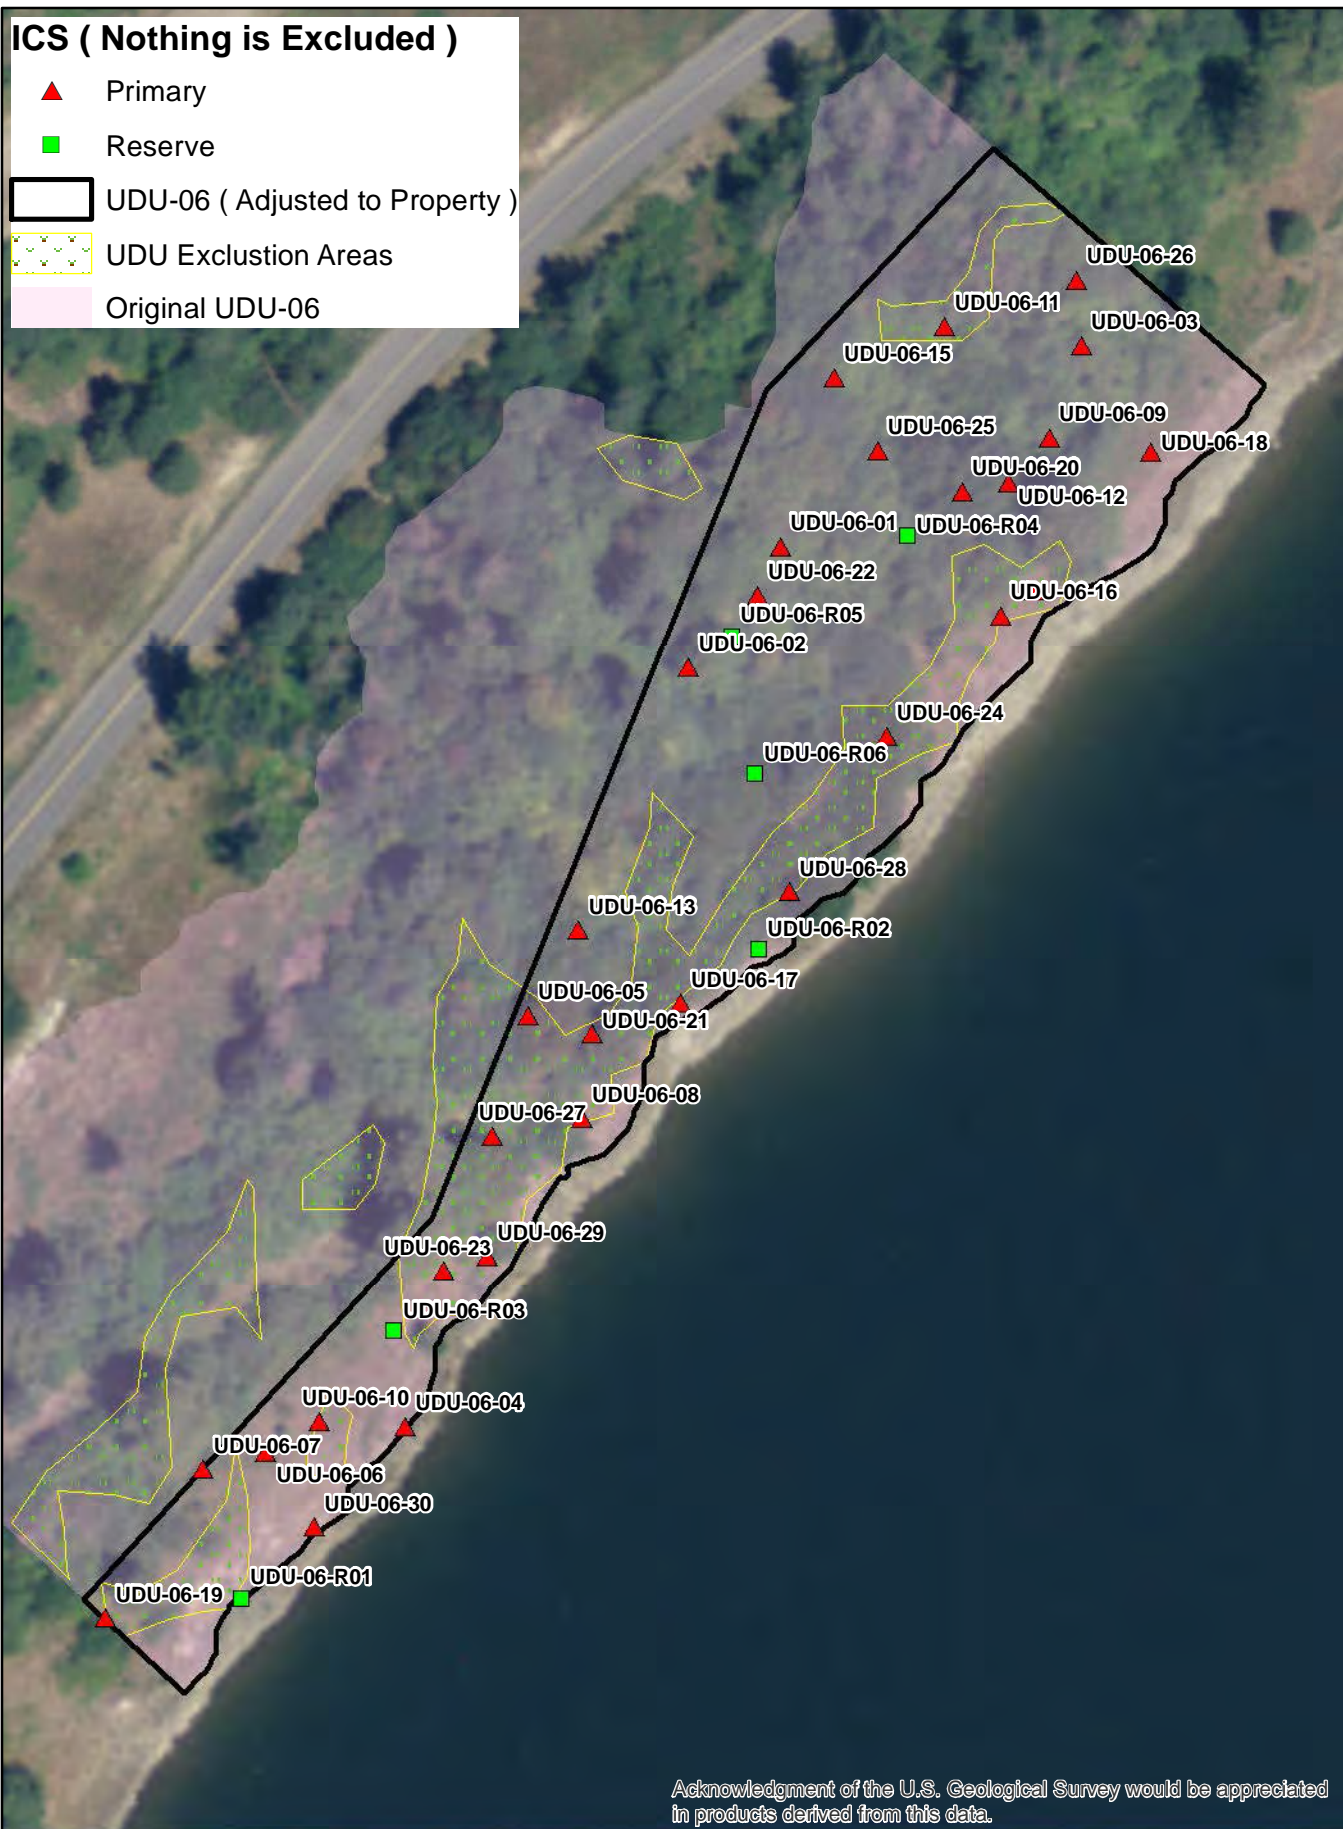 ICS ( Nothing is Excluded )
Primary
Reserve
UDU-06 ( Adjusted to Property )
UDU Exclustion Areas
Original UDU-06
UDU-06-26
UDU-06-11
UDU-06-03
UDU-06-15
UDU-06-09
UDU-06-25
UDU-06-18
UDU-06-20
UDU-06-12
UDU-06-01
UDU-06-R04
UDU-06-22
UDU-06-16
UDU-06-R05
UDU-06-02
UDU-06-24
UDU-06-R06
UDU-06-28
UDU-06-13
UDU-06-R02
UDU-06-17
UDU-06-05
UDU-06-21
UDU-06-08
UDU-06-27
UDU-06-29
UDU-06-23
UDU-06-R03
UDU-06-10
UDU-06-04
UDU-06-07
UDU-06-06
UDU-06-30
UDU-06-R01
UDU-06-19
Acknowledgment of the U.S. Geological Survey would be appreciated
in products derived from this data.